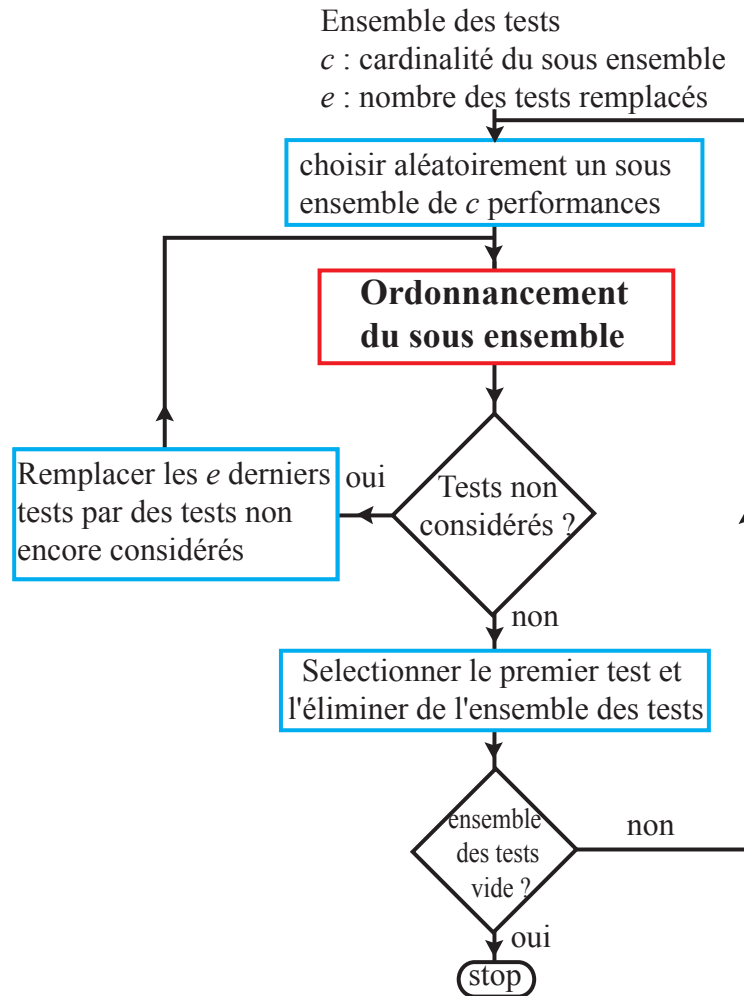 Ensemble des tests
c : cardinalité du sous ensemble
e : nombre des tests remplacés
choisir aléatoirement un sous
ensemble de c performances
Ordonnancement
du sous ensemble
Remplacer les e derniers
tests par des tests non
encore considérés
oui
Tests non
considérés ?
non
Selectionner le premier test et
l'éliminer de l'ensemble des tests
ensemble
des tests
vide ?
non
oui
stop